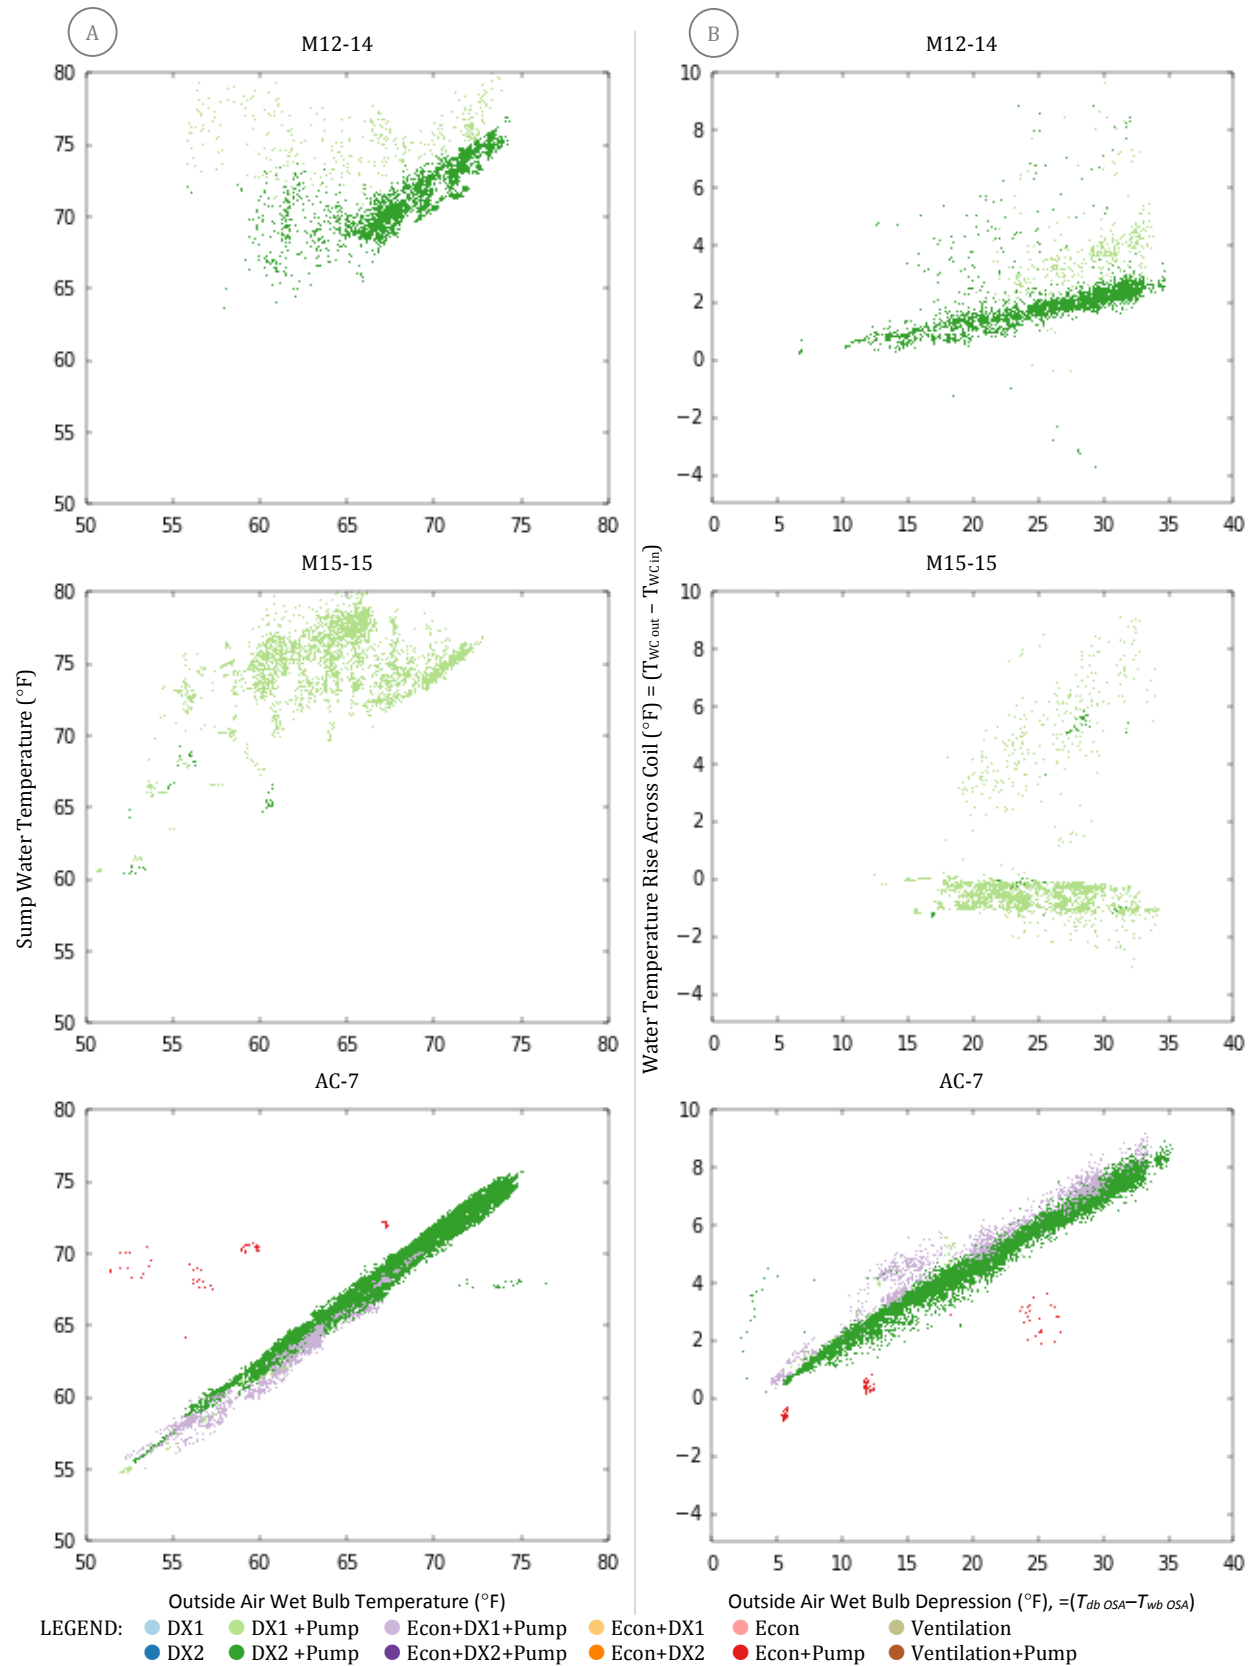 A
B
M12-14
M12-14
80
75
70
65
60
55
50
50 55 60 65 70 75 80
10
8
6
4
2
0
−2
−4
0 5 10 15 20 25 30 35 40
M15-15
M15-15
80
75
70
65
60
55
50
50 55 60 65 70 75 80
10
8
6
4
2
0
−2
−4
0 5 10 15 20 25 30 35 40
Sump Water Temperature (°F)
Water Temperature Rise Across Coil (°F) = (TWC out − TWC in)
AC-7
AC-7
80
75
70
65
60
55
50
50 55 60 65 70 75 80
10
8
6
4
2
0
−2
−4
0 5 10 15 20 25 30 35 40
Outside Air Wet Bulb Temperature (°F)
Outside Air Wet Bulb Depression (°F), =(Tdb OSA−Twb OSA)
LEGEND: DX1 DX1 +Pump Econ+DX1+Pump Econ+DX1 Econ Ventilation
DX2 DX2 +Pump Econ+DX2+Pump Econ+DX2 Econ+Pump Ventilation+Pump